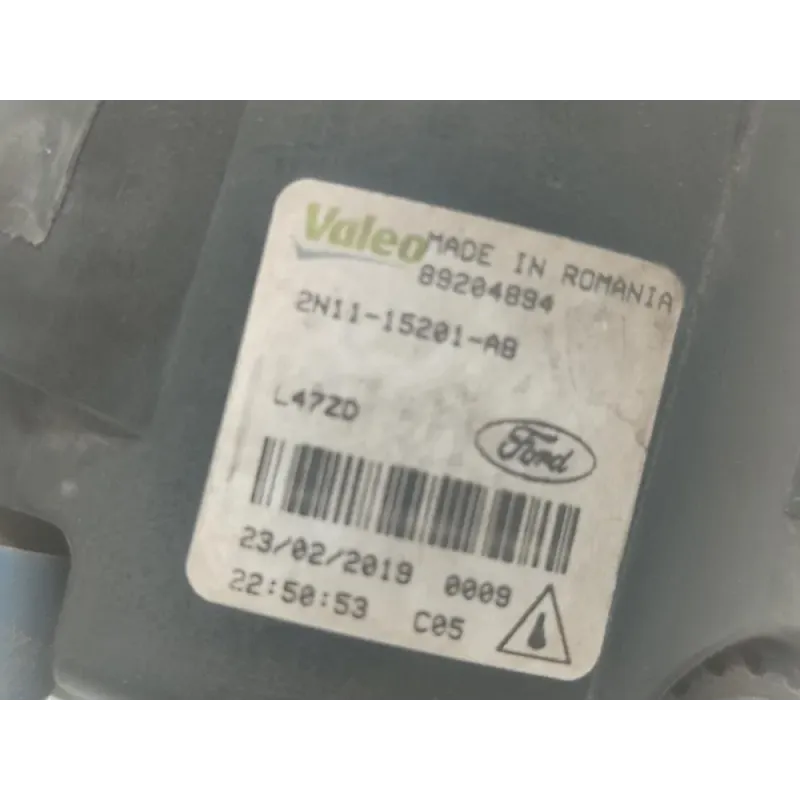 Valeo MADE IN ROMANIA
89204894
2N11-15201-AB
L47ZD
Ford
23/02/2019 0009
22:50:53 C05